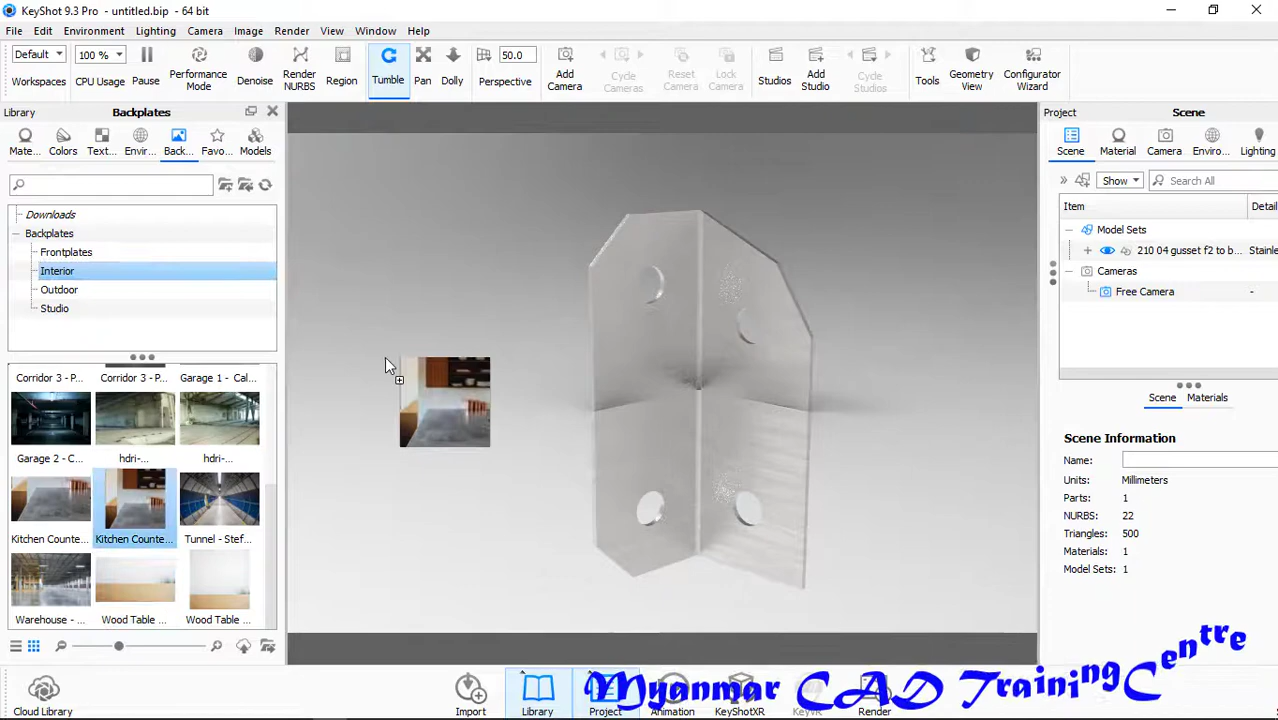 KeyShot 9.3 Pro - untitled.bip - 64 bit
File Edit Environment Lighting Camera Image Render View Window Help
Default 100 % 50.0
Workspaces CPU Usage Pause Performance Mode Denoise Render NURBS Region Tumble Pan Dolly Perspective Add Camera Cycle Cameras Reset Camera Lock Camera Studios Add Studio Cycle Studios Tools Geometry View Configurator Wizard
Library Backplates Project Scene
Mate... Colors Text... Envir... Back... Favo... Models Scene Material Camera Enviro... Lighting
Show Search All
Downloads
Item Detai
Backplates
Model Sets
Frontplates
210 04 gusset f2 to b... Stainle
Interior
Cameras
Outdoor
Free Camera -
Studio
Corridor 3 - P... Corridor 3 - P... Garage 1 - Cal...
Scene Materials
Scene Information
Garage 2 - C... hdri-... hdri-...
Name:
Units: Millimeters
Parts: 1
NURBS: 22
Triangles: 500
Kitchen Counte... Kitchen Counte... Tunnel - Stef...
Materials: 1
Model Sets: 1
Warehouse - ... Wood Table ... Wood Table ...
Myanmar CAD Training Centre
Cloud Library Import Library Project Animation KeyShotXR KeyVR Render